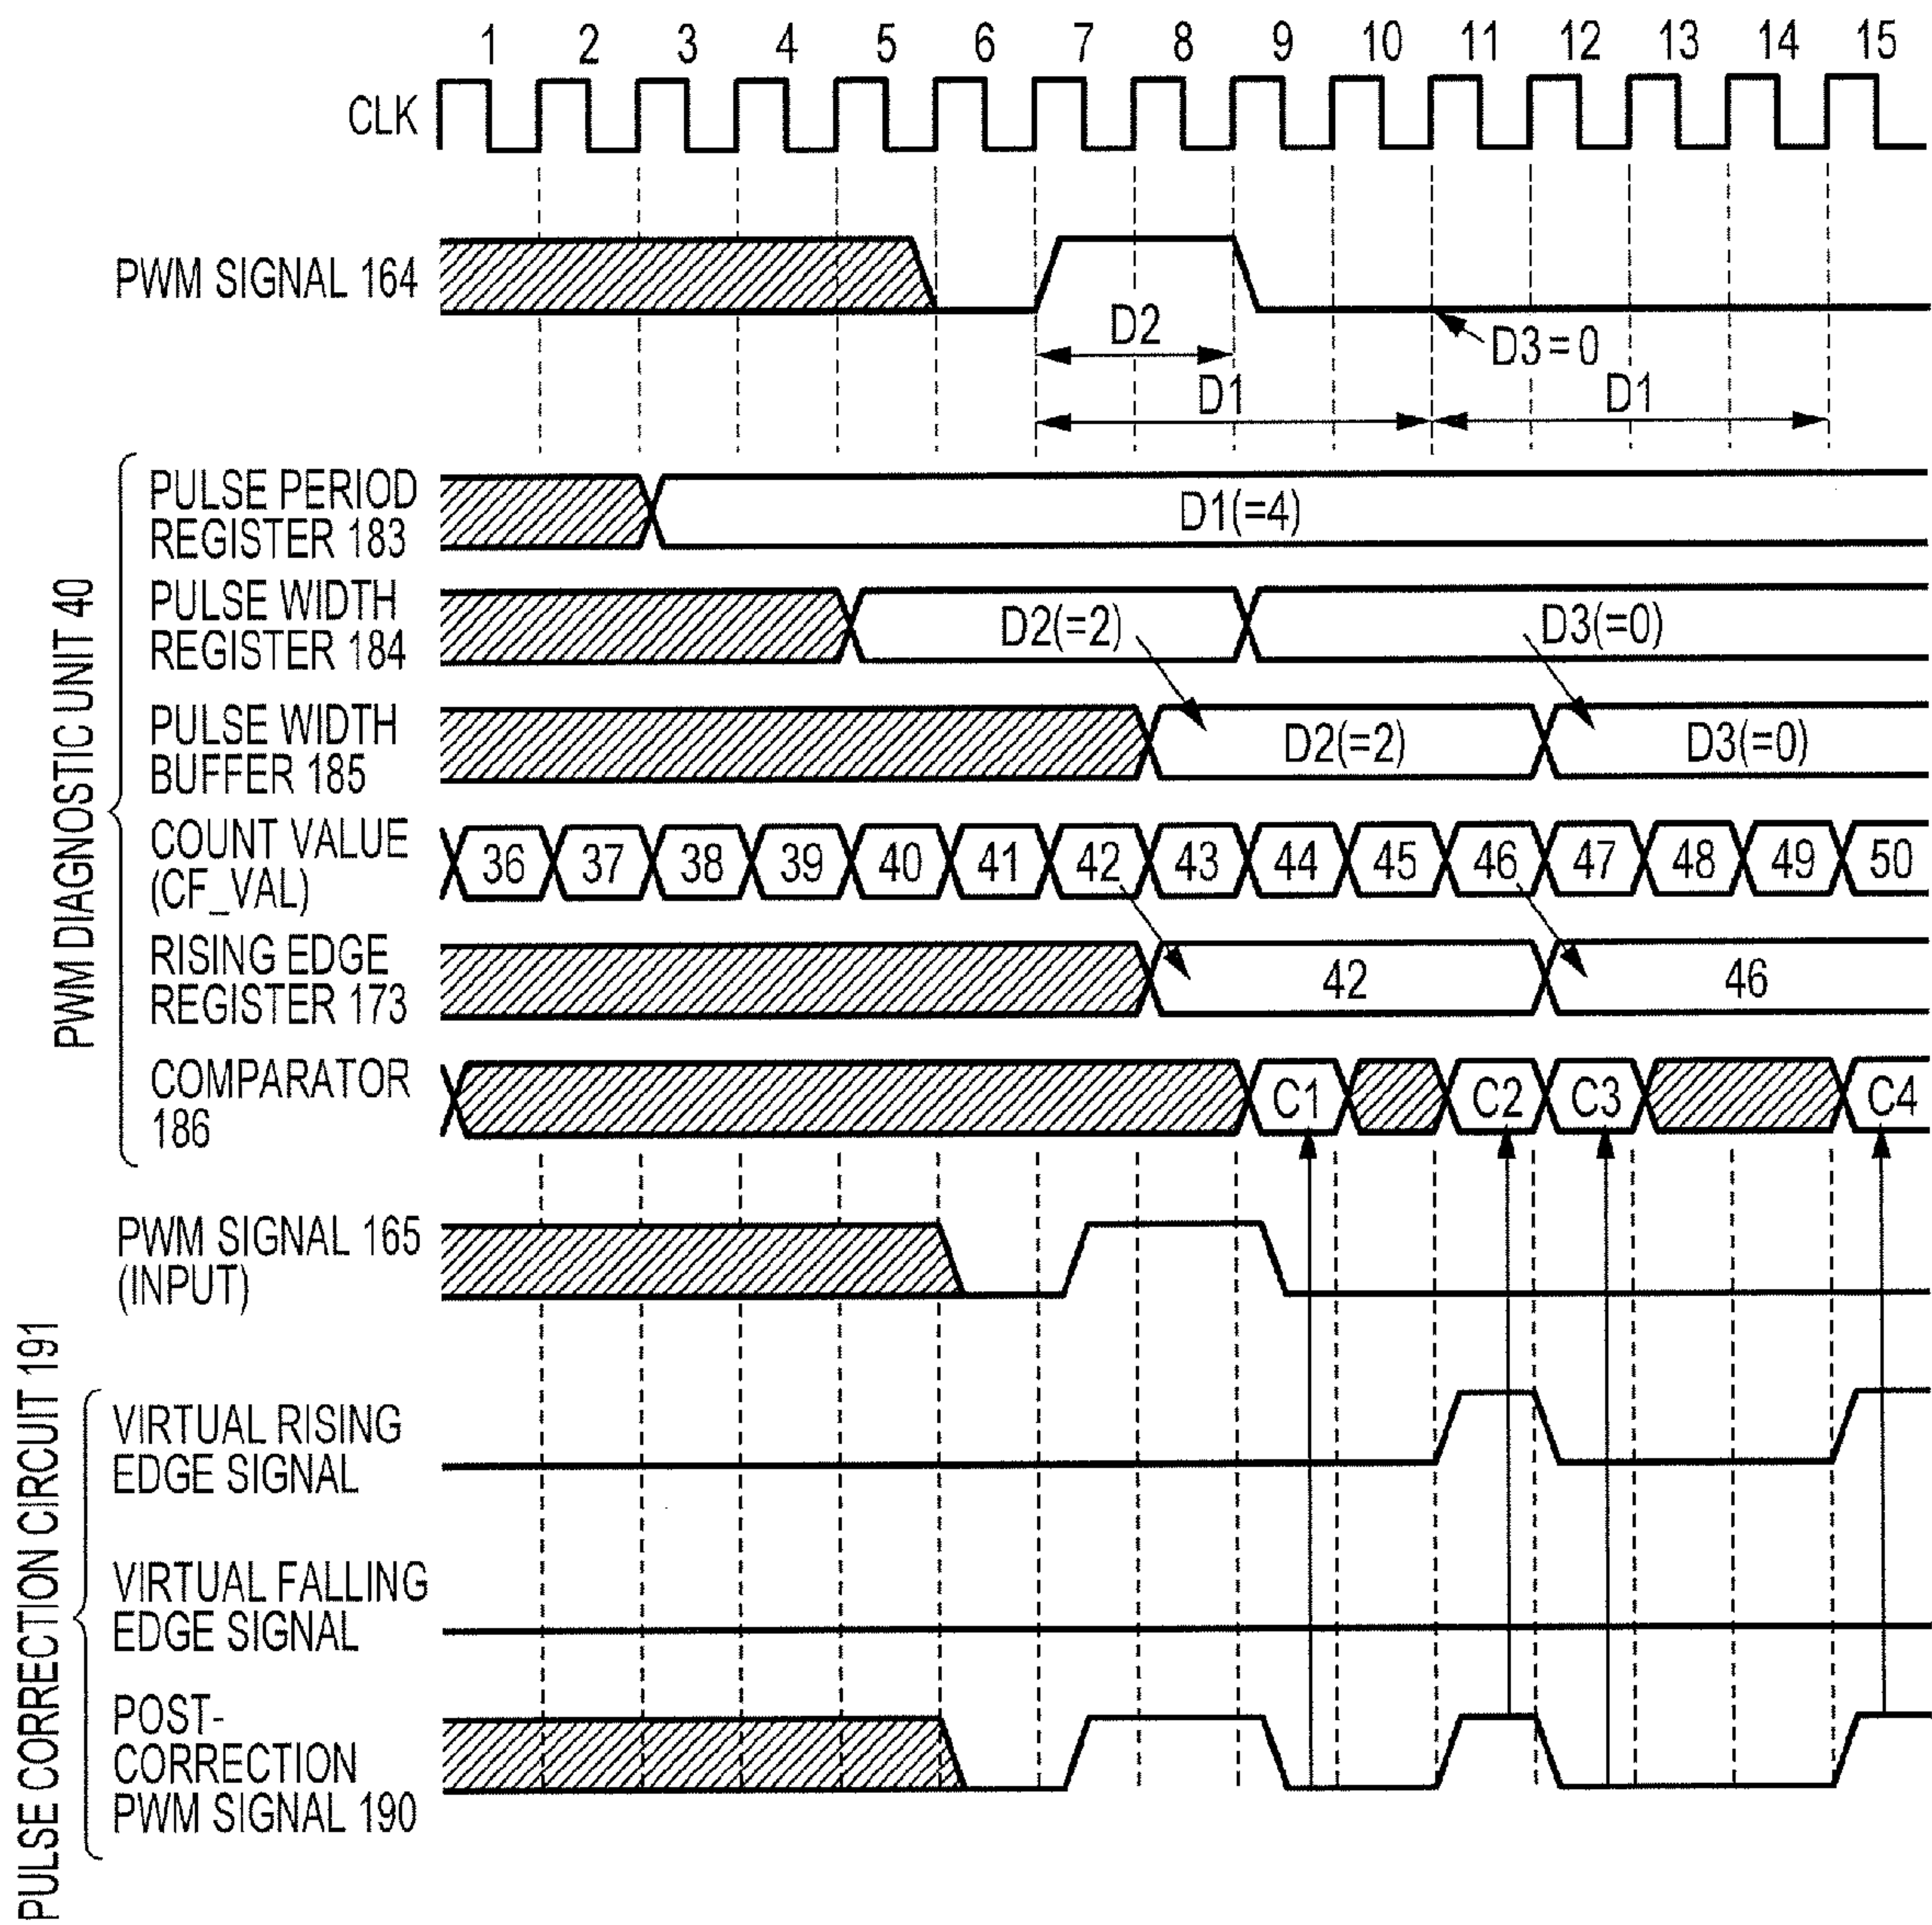 1 2 3 4 5 6 7 8 9 10 11 12 13 14 15
CLK
PWM SIGNAL 164
D2
D3=0
D1 D1
PWM DIAGNOSTIC UNIT 40
PULSE PERIOD
REGISTER 183
D1(=4)
PULSE WIDTH
REGISTER 184
D2(=2) D3(=0)
PULSE WIDTH
BUFFER 185
D2(=2) D3(=0)
COUNT VALUE
(CF_VAL)
36 37 38 39 40 41 42 43 44 45 46 47 48 49 50
RISING EDGE
REGISTER 173
42 46
COMPARATOR
186
C1 C2 C3 C4
PWM SIGNAL 165
(INPUT)
PULSE CORRECTION CIRCUIT 191
VIRTUAL RISING
EDGE SIGNAL
VIRTUAL FALLING
EDGE SIGNAL
POST-
CORRECTION
PWM SIGNAL 190